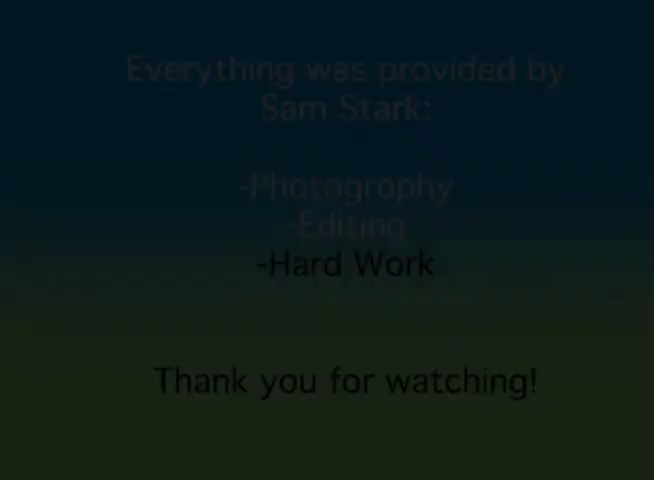 Everything was provided by
Sam Stark:
-Photography
-Editing
-Hard Work
Thank you for watching!